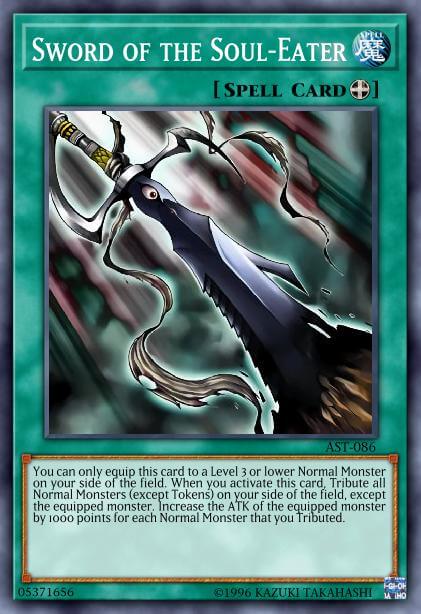 Sword of the Soul-Eater
SPELL
魔
[Spell Card]
AST-086
You can only equip this card to a Level 3 or lower Normal Monster
on your side of the field. When you activate this card, Tribute all
Normal Monsters (except Tokens) on your side of the field, except
the equipped monster. Increase the ATK of the equipped monster
by 1000 points for each Normal Monster that you Tributed.
05371656
©1996 KAZUKI TAKAHASHI